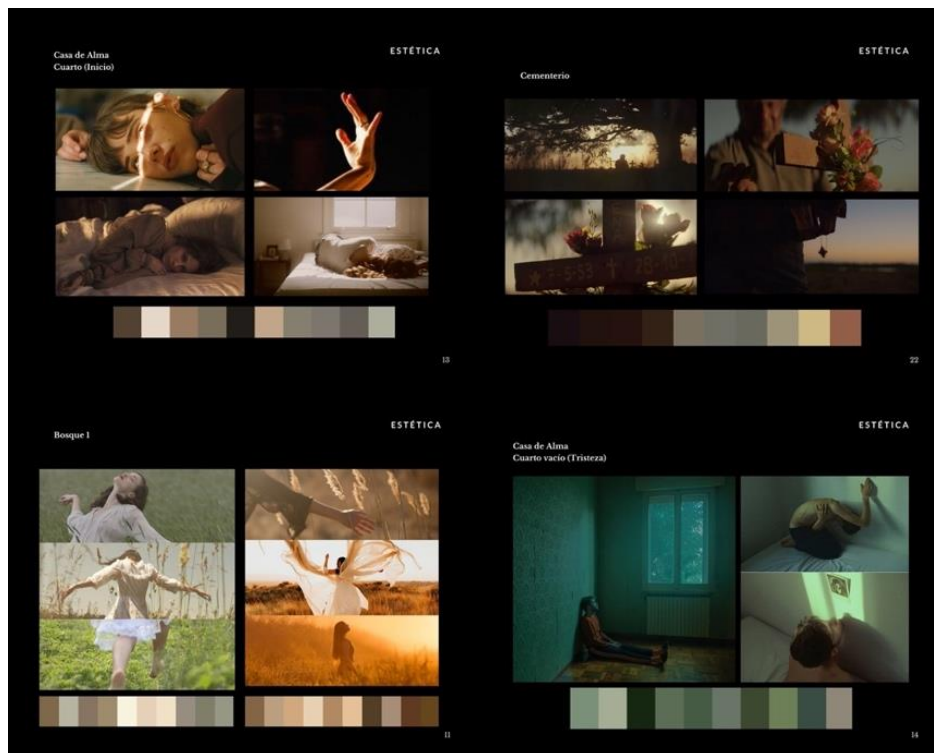 Casa de Alma
Cuarto (Inicio)
ESTÉTICA
13
Cementerio
ESTÉTICA
22
Bosque 1
ESTÉTICA
11
Casa de Alma
Cuarto vacío (Tristeza)
ESTÉTICA
14